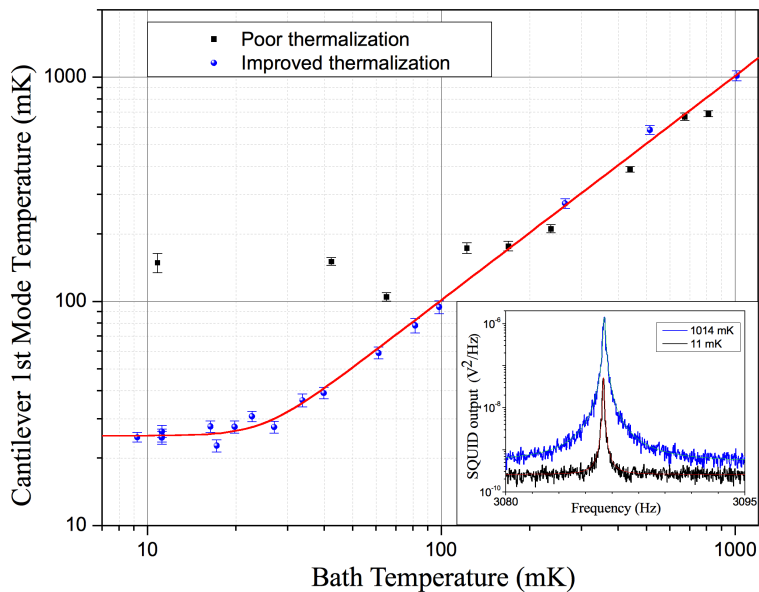 Poor thermalization
Improved thermalization
Cantilever 1st Mode Temperature (mK)
1000
100
10
10
100
1000
Bath Temperature (mK)
SQUID output (V²/Hz)
10⁻⁶
10⁻⁸
10⁻¹⁰
1014 mK
11 mK
3080
3095
Frequency (Hz)